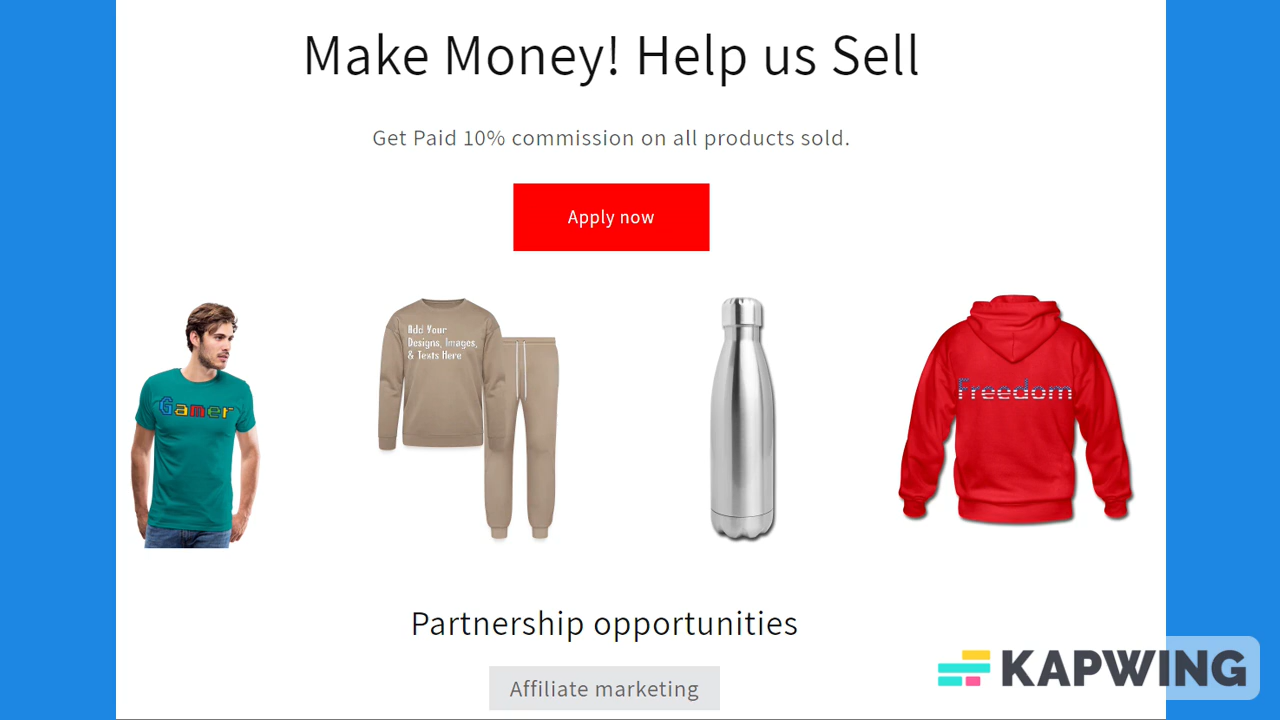 Make Money! Help us Sell
Get Paid 10% commission on all products sold.
Apply now
Gamer
Add Your
Designs, Images,
& Texts Here
Freedom
Partnership opportunities
Affiliate marketing
KAPWING